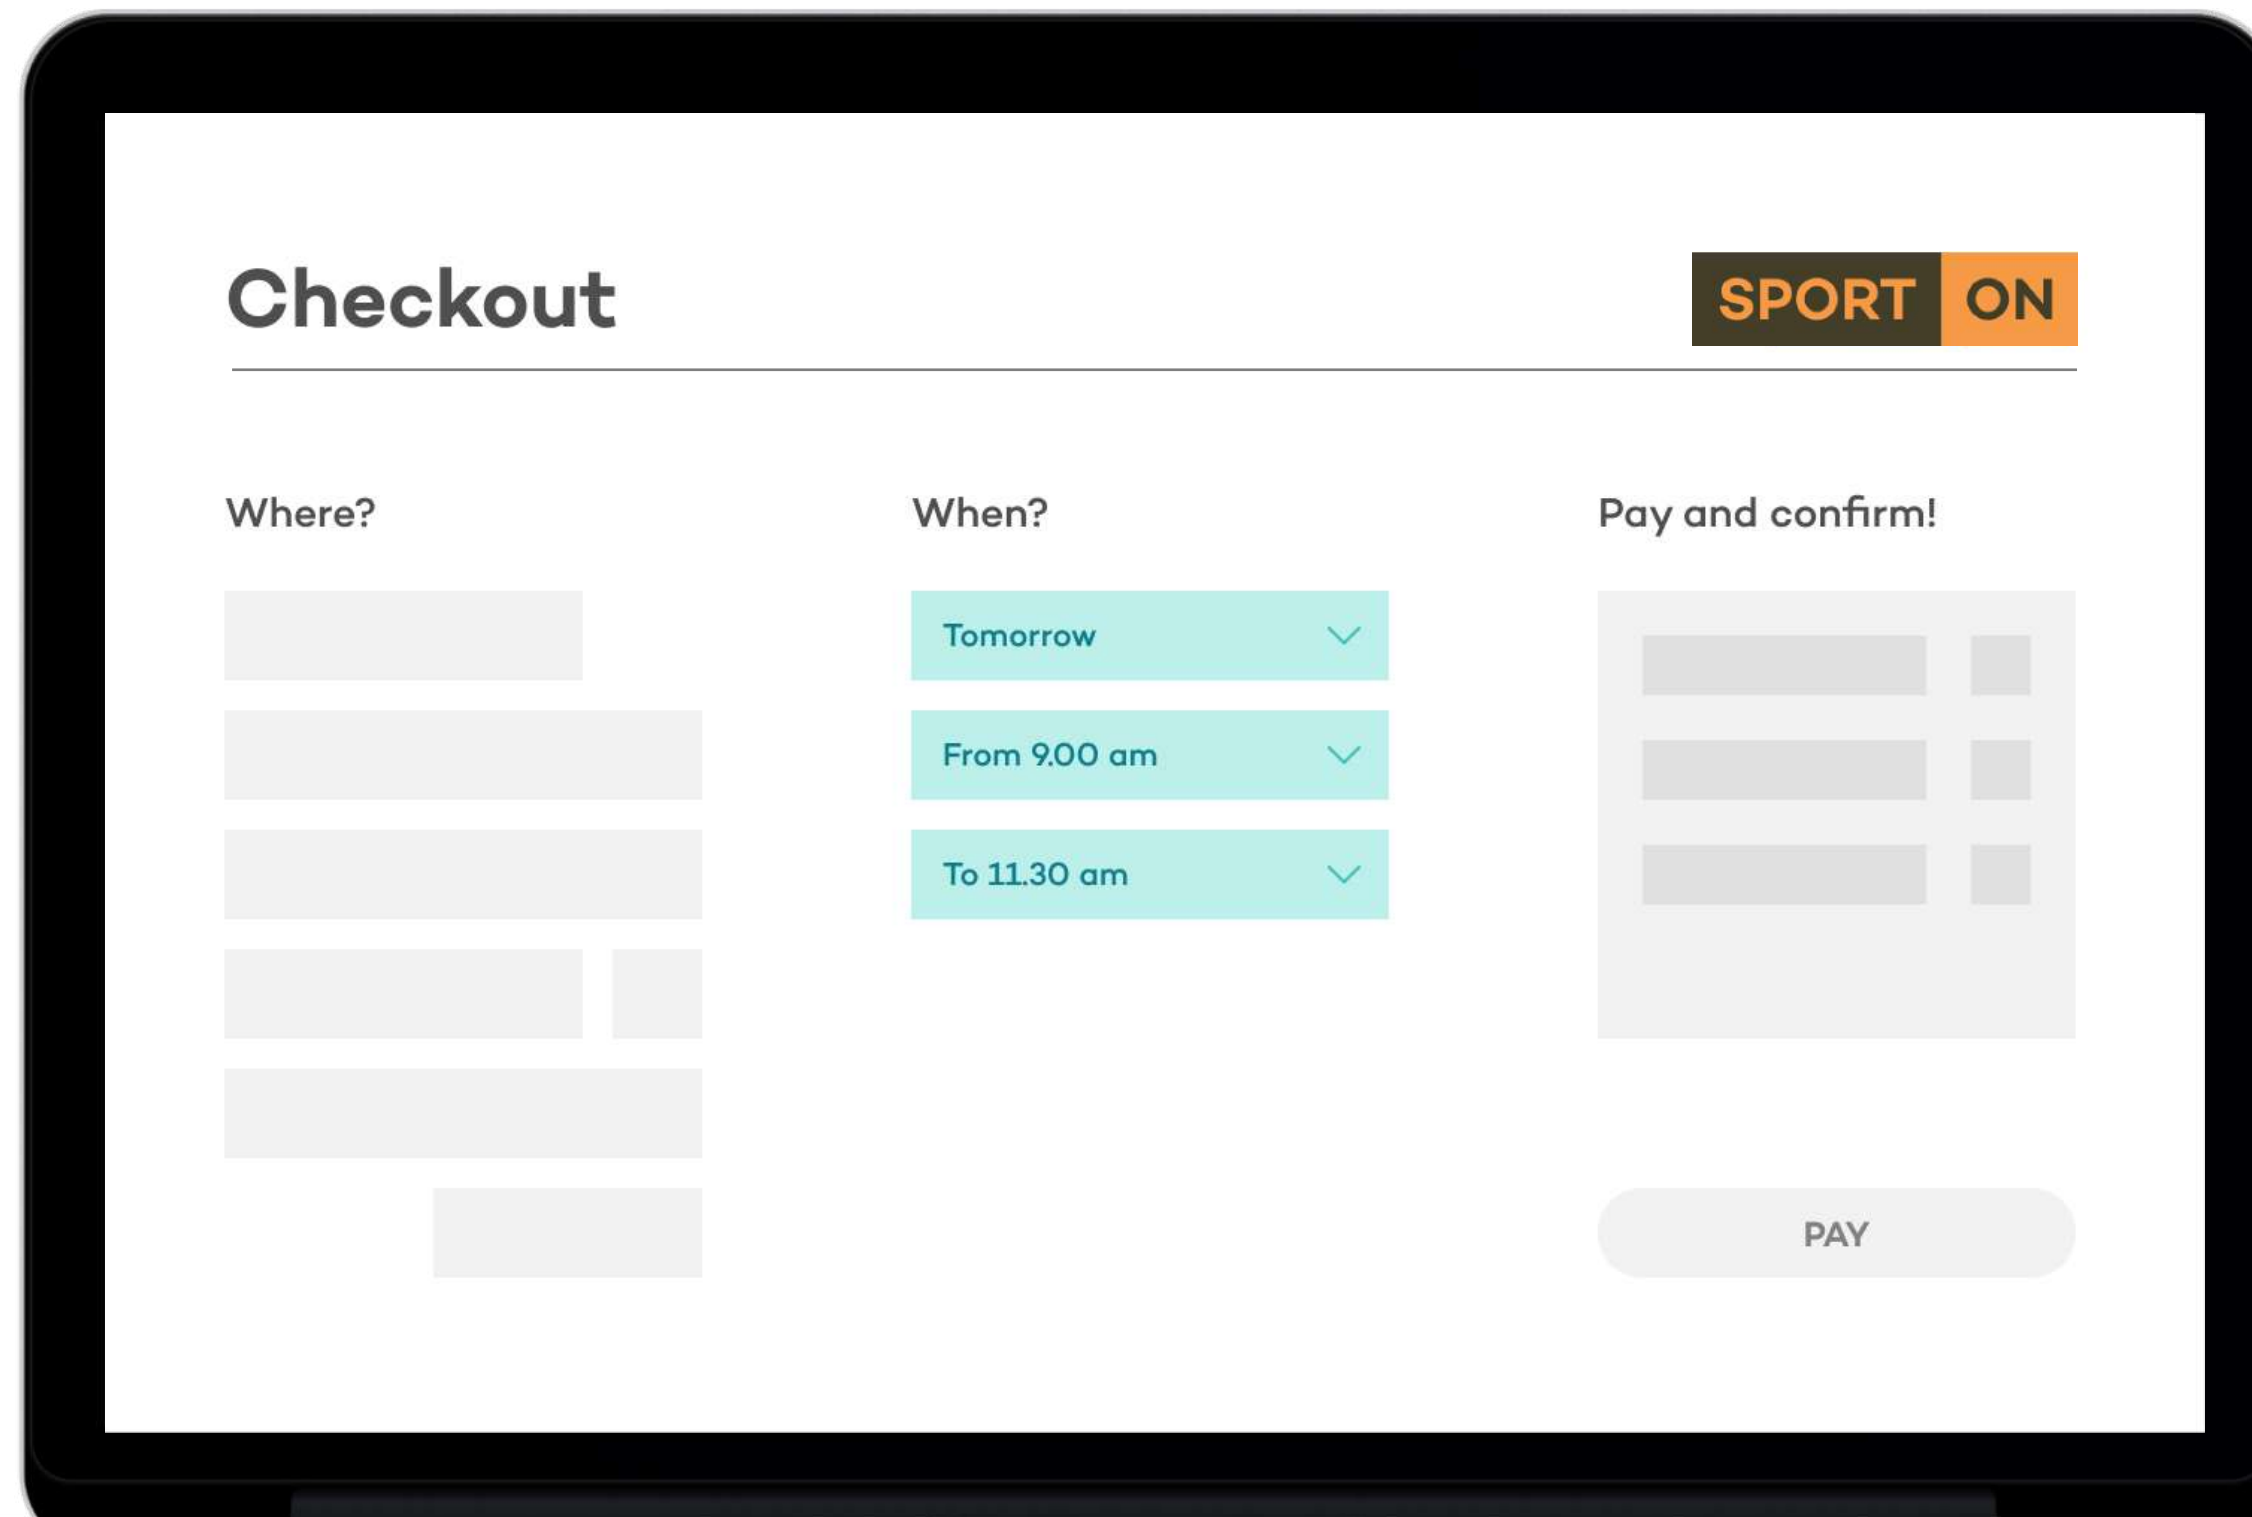 Checkout
SPORT ON
Where?
When?
Tomorrow
From 9.00 am
To 11.30 am
Pay and confirm!
PAY